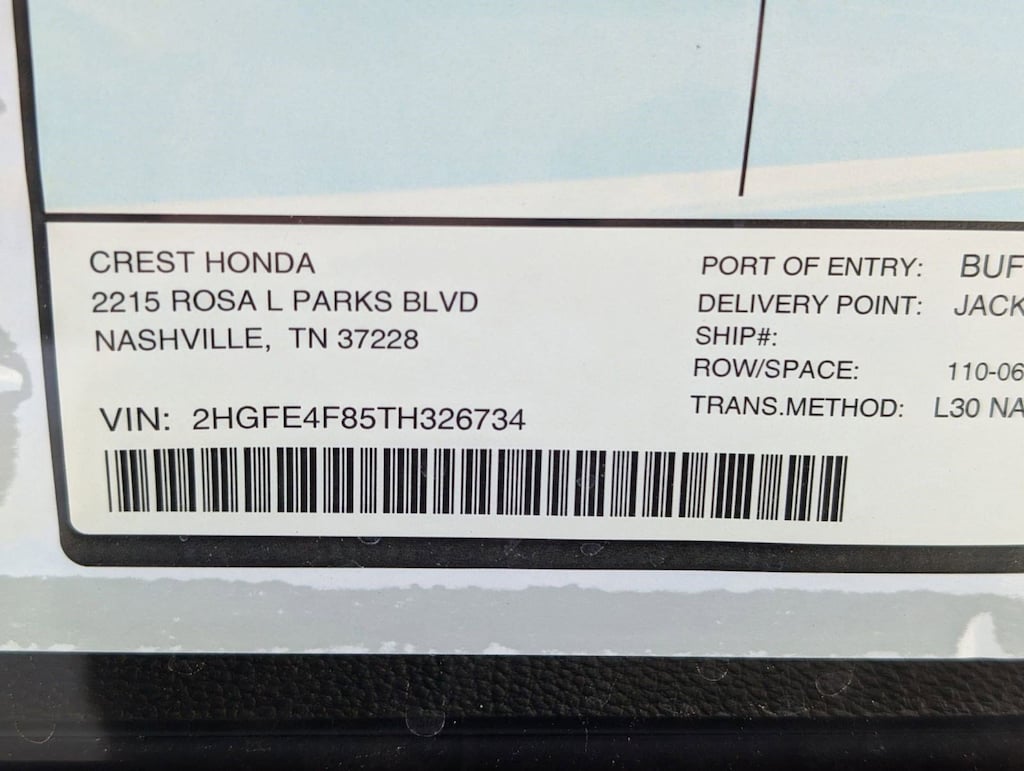 CREST HONDA
2215 ROSA L PARKS BLVD
NASHVILLE, TN 37228
VIN: 2HGFE4F85TH326734
PORT OF ENTRY: BUF
DELIVERY POINT: JACK
SHIP#:
ROW/SPACE: 110-06
TRANS.METHOD: L30 NA